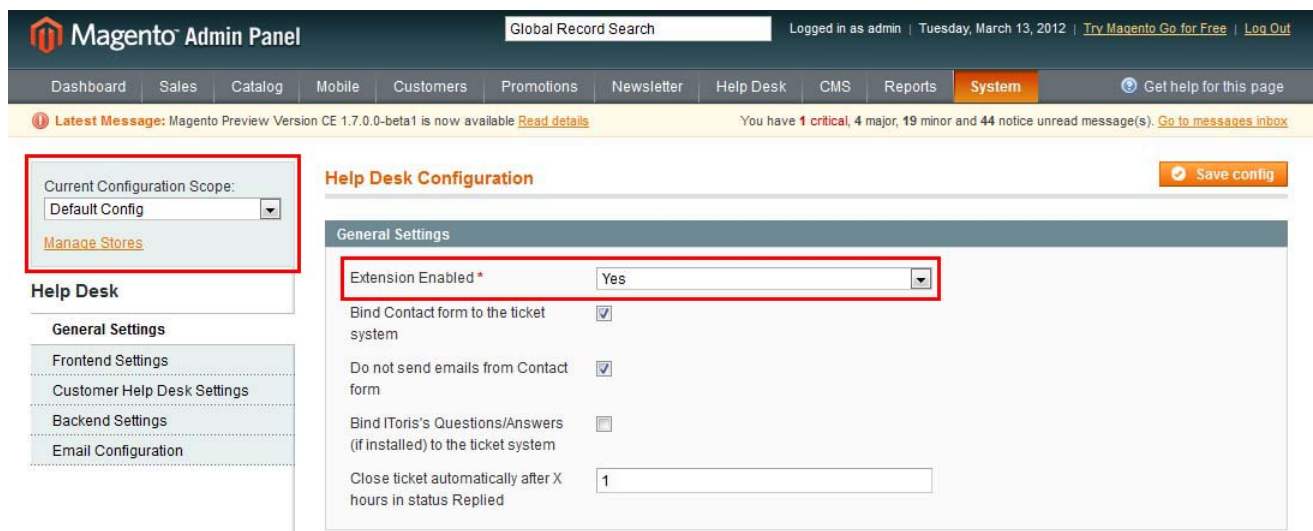 Magento Admin Panel
Global Record Search
Logged in as admin | Tuesday, March 13, 2012 | Try Magento Go for Free | Log Out
Dashboard Sales Catalog Mobile Customers Promotions Newsletter Help Desk CMS Reports System Get help for this page
Latest Message: Magento Preview Version CE 1.7.0.0-beta1 is now available Read details You have 1 critical, 4 major, 19 minor and 44 notice unread message(s). Go to messages inbox
Current Configuration Scope:
Default Config
Manage Stores
Help Desk
General Settings
Frontend Settings
Customer Help Desk Settings
Backend Settings
Email Configuration
Help Desk Configuration
Save config
General Settings
Extension Enabled * Yes
Bind Contact form to the ticket
system
Do not send emails from Contact
form
Bind IToris's Questions/Answers
(if installed) to the ticket system
Close ticket automatically after X 1
hours in status Replied